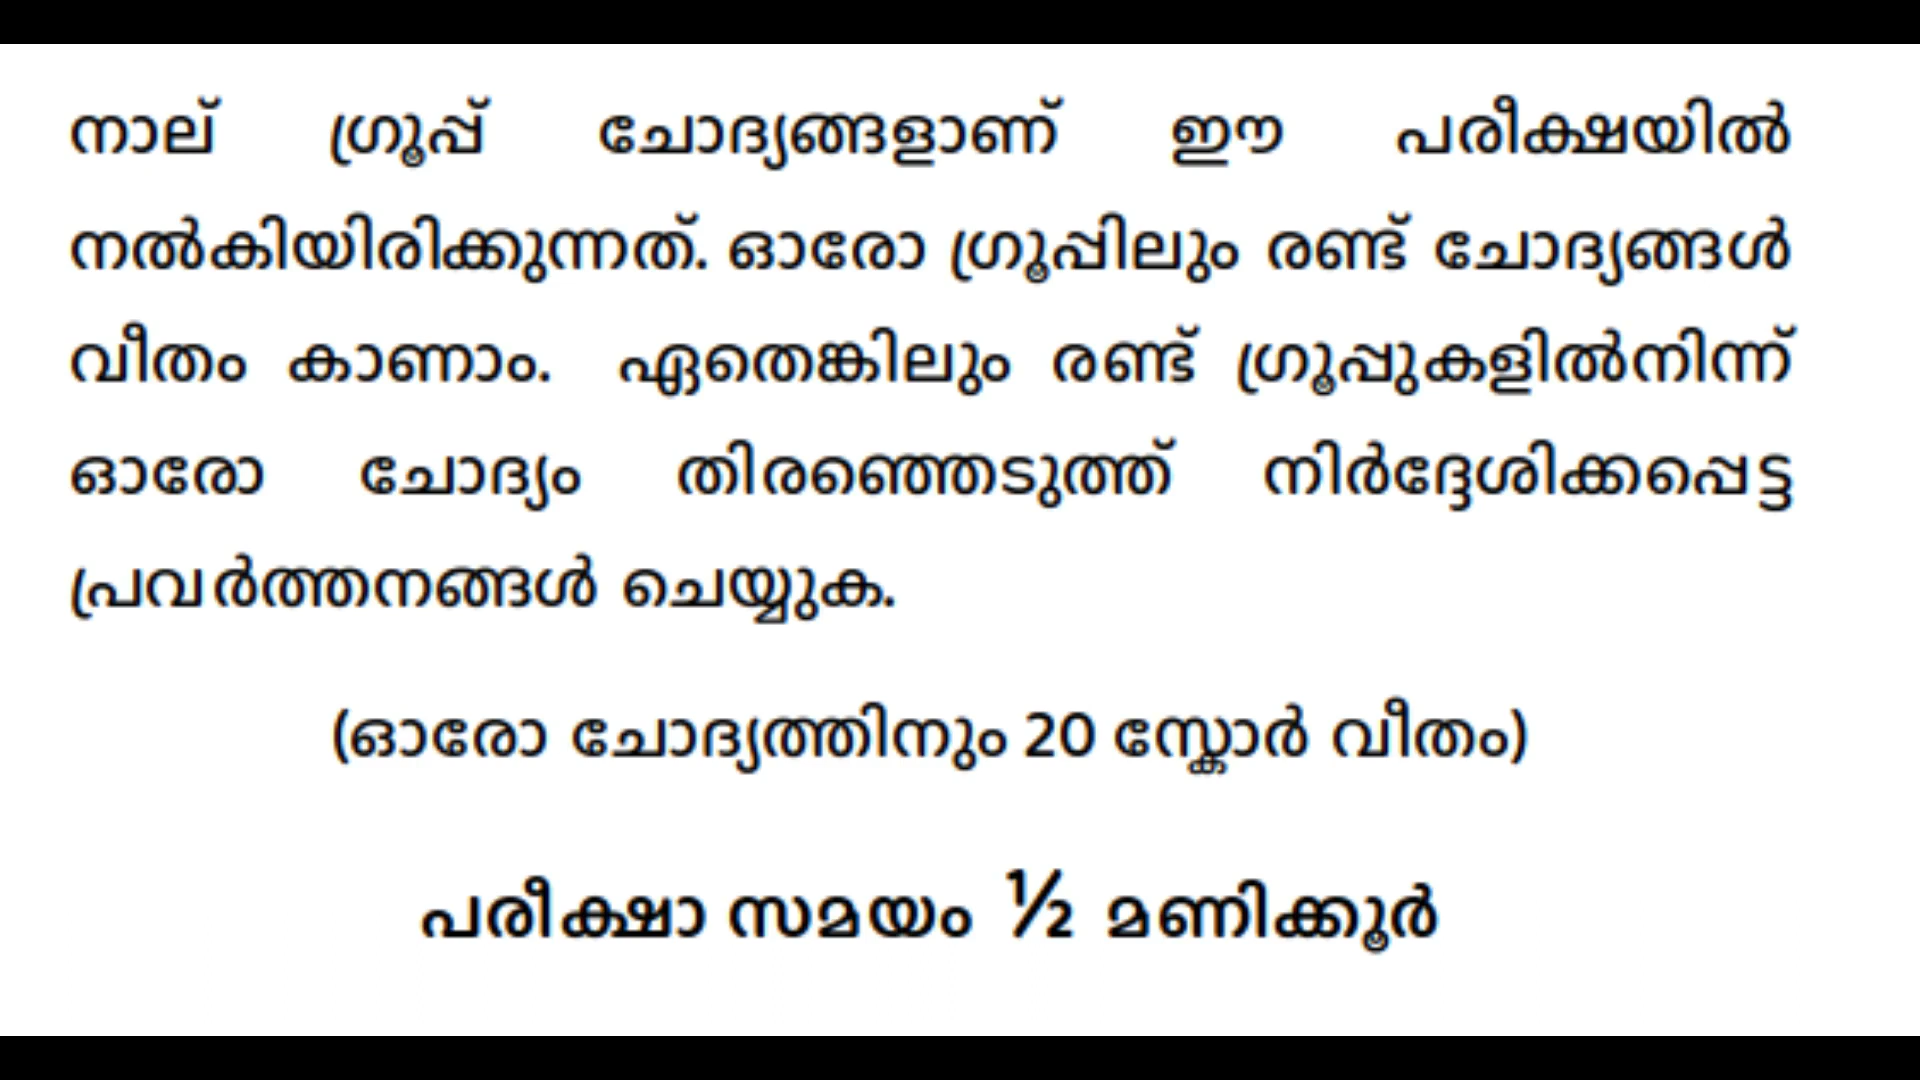 നാല് ഗ്രൂപ്പ് ചോദ്യങ്ങളാണ് ഈ പരീക്ഷയിൽ
നൽകിയിരിക്കുന്നത്. ഓരോ ഗ്രൂപ്പിലും രണ്ട് ചോദ്യങ്ങൾ
വീതം കാണാം. ഏതെങ്കിലും രണ്ട് ഗ്രൂപ്പുകളിൽനിന്ന്
ഓരോ ചോദ്യം തിരഞ്ഞെടുത്ത് നിർദ്ദേശിക്കപ്പെട്ട
പ്രവർത്തനങ്ങൾ ചെയ്യുക.
(ഓരോ ചോദ്യത്തിനും 20 സ്കോർ വീതം)
പരീക്ഷാ സമയം ½ മണിക്കൂർ